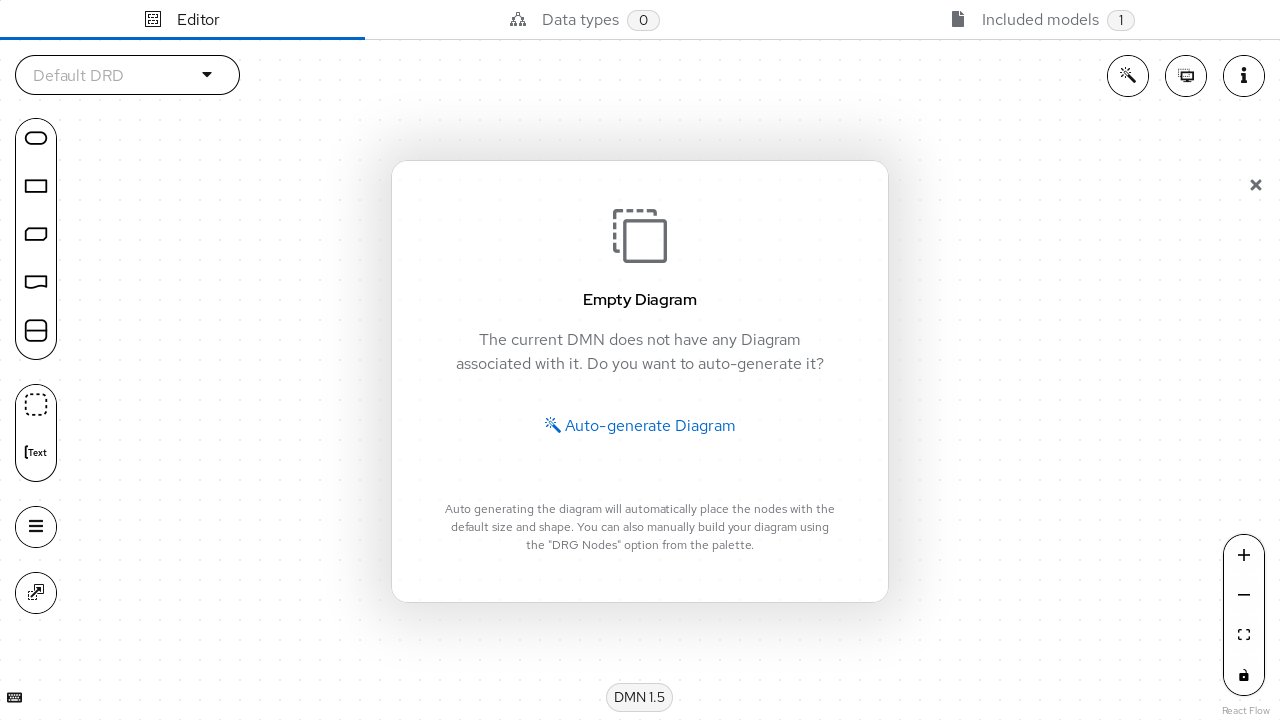 Editor
Data types 0
Included models 1
Default DRD
Empty Diagram
The current DMN does not have any Diagram
associated with it. Do you want to auto-generate it?
Auto-generate Diagram
Text
Auto generating the diagram will automatically place the nodes with the
default size and shape. You can also manually build your diagram using
the "DRG Nodes" option from the palette.
DMN 1.5
React Flow